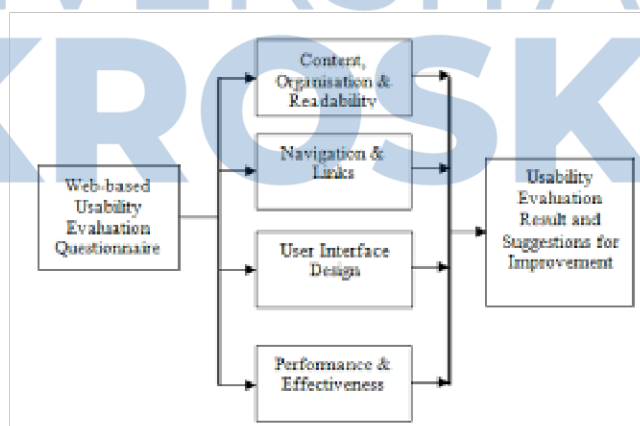 Content,
Organisation &
Readability
Navigation &
Links
Web-based
Usability
Evaluation
Questionnaire
User Interface
Design
Performance &
Effectiveness
Usability
Evaluation
Result and
Suggestions for
Improvement